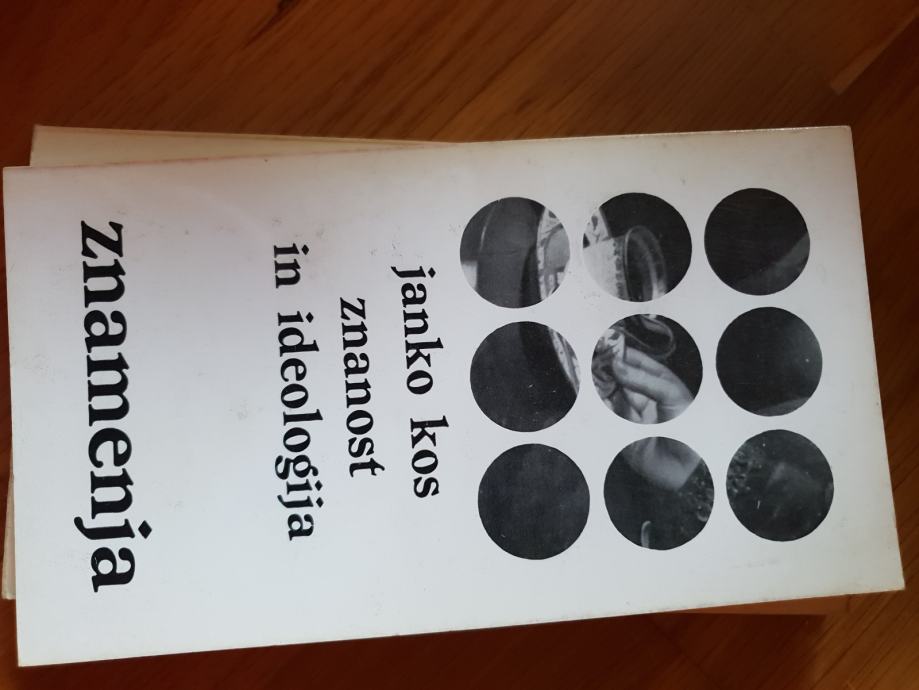 janko kos
znanost
in ideologija
znamenja